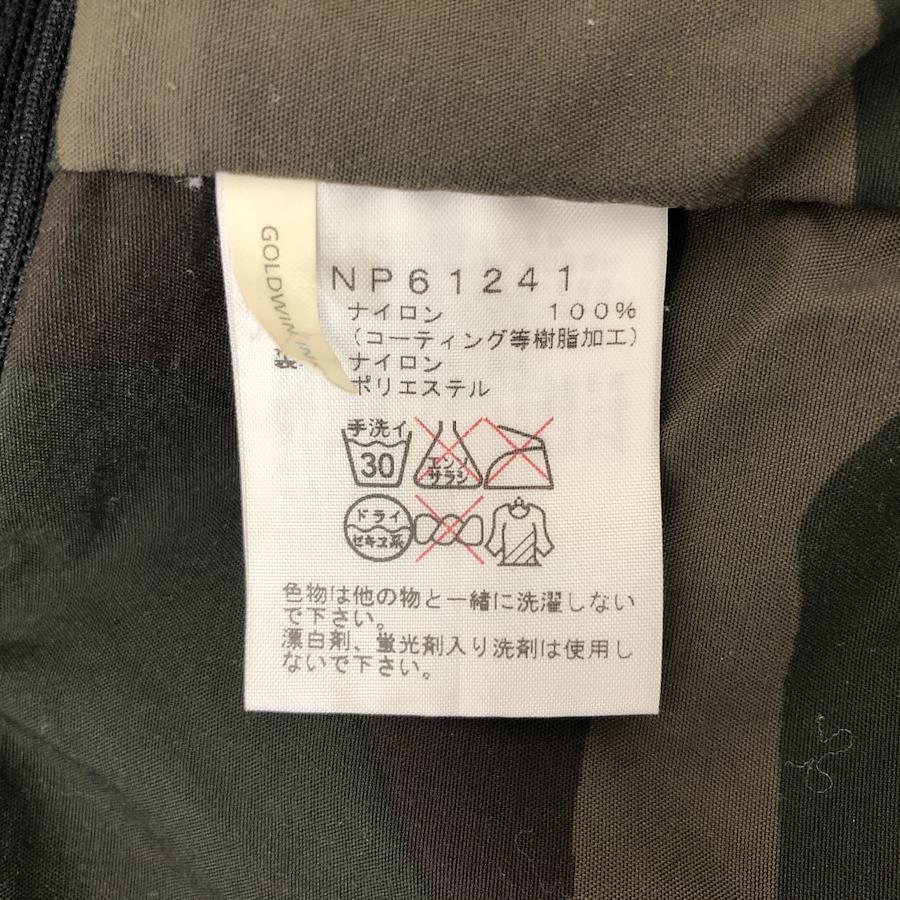 GOLDWIN IN
NP61241
ナイロン 100%
(コーティング等樹脂加工)
ナイロン
ポリエステル
手洗イ
30
エンソ
サラシ
ドライ
セキユ系
色物は他の物と一緒に洗濯しない
で下さい。
漂白剤、蛍光剤入り洗剤は使用し
ないで下さい。